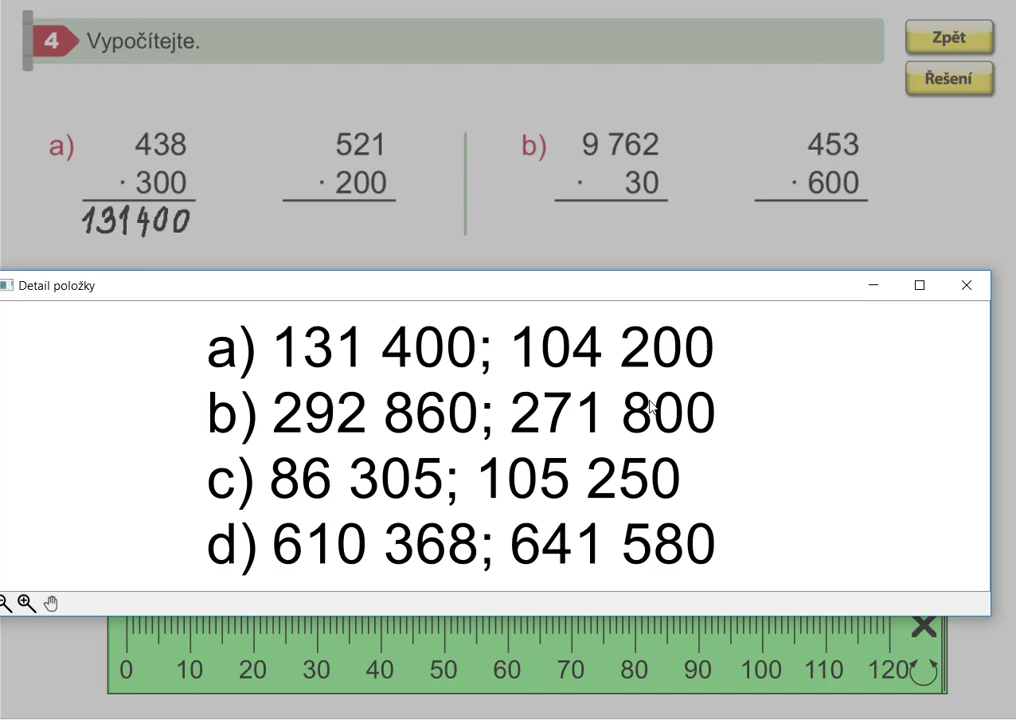 4 Vypočítejte. Zpět
Řešení
a) 438 521 b) 9 762 453
· 300 · 200 · 30 · 600
131400
Detail položky
a) 131 400; 104 200
b) 292 860; 271 800
c) 86 305; 105 250
d) 610 368; 641 580
0 10 20 30 40 50 60 70 80 90 100 110 120